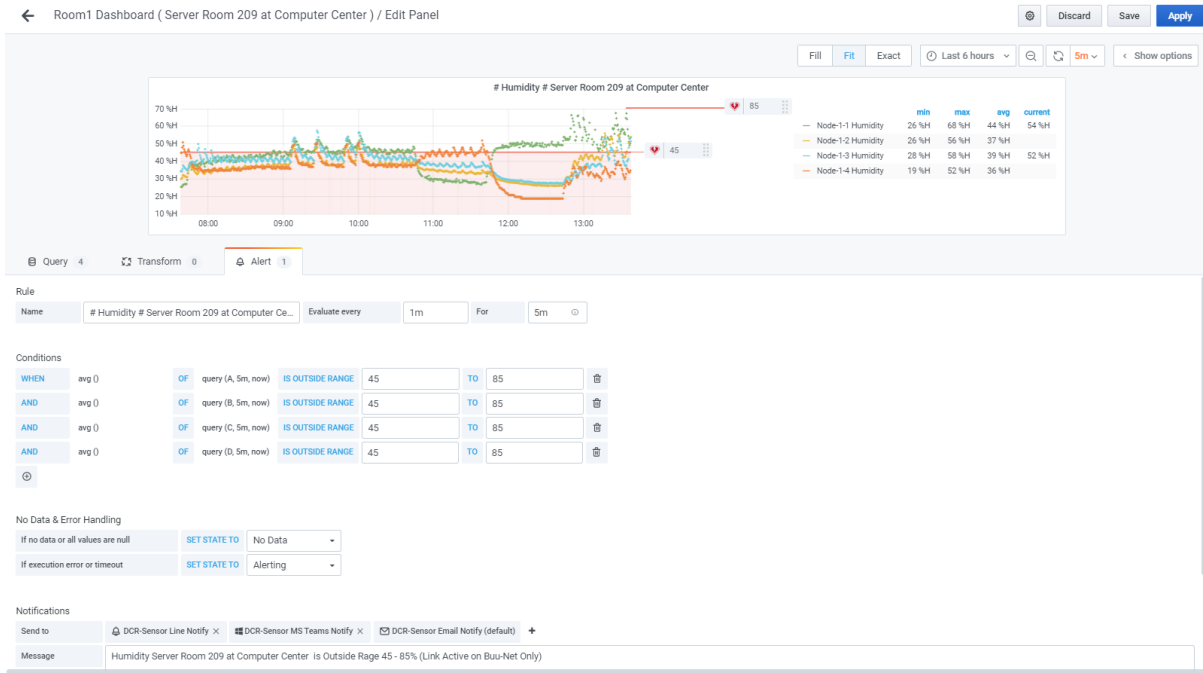 Room1 Dashboard ( Server Room 209 at Computer Center ) / Edit Panel
Discard
Save
Apply
Fill
Fit
Exact
Last 6 hours
5m
Show options
# Humidity # Server Room 209 at Computer Center
70 %H
60 %H
50 %H
40 %H
30 %H
20 %H
10 %H
08:00
09:00
10:00
11:00
12:00
13:00
85
45
min max avg current
Node-1-1 Humidity 26 %H 68 %H 44 %H 54 %H
Node-1-2 Humidity 26 %H 56 %H 37 %H
Node-1-3 Humidity 28 %H 58 %H 39 %H 52 %H
Node-1-4 Humidity 19 %H 52 %H 36 %H
Query 4
Transform 0
Alert 1
Rule
Name # Humidity # Server Room 209 at Computer Ce... Evaluate every 1m For 5m
Conditions
WHEN avg () OF query (A, 5m, now) IS OUTSIDE RANGE 45 TO 85
AND avg () OF query (B, 5m, now) IS OUTSIDE RANGE 45 TO 85
AND avg () OF query (C, 5m, now) IS OUTSIDE RANGE 45 TO 85
AND avg () OF query (D, 5m, now) IS OUTSIDE RANGE 45 TO 85
No Data & Error Handling
If no data or all values are null SET STATE TO No Data
If execution error or timeout SET STATE TO Alerting
Notifications
Send to DCR-Sensor Line Notify DCR-Sensor MS Teams Notify DCR-Sensor Email Notify (default)
Message Humidity Server Room 209 at Computer Center is Outside Rage 45 - 85% (Link Active on Buu-Net Only)